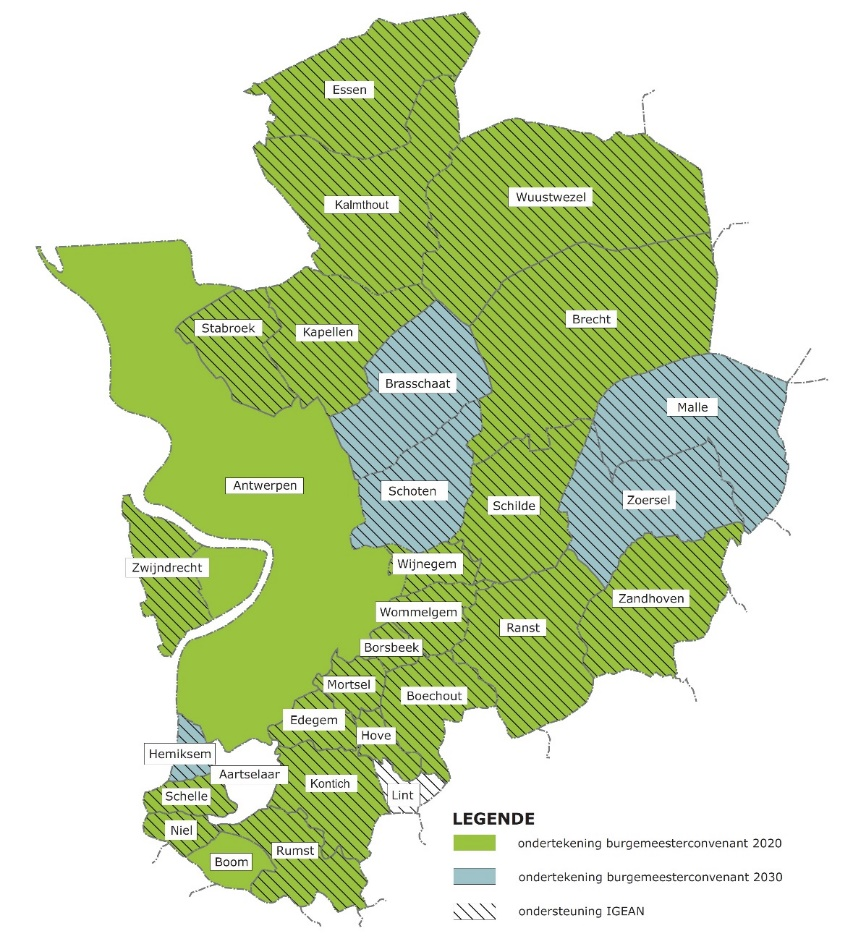 Essen
Kalmthout
Wuustwezel
Stabroek
Kapellen
Brecht
Brasschaat
Malle
Antwerpen
Schoten
Schilde
Zoersel
Zwijndrecht
Wijnegem
Zandhoven
Wommelgem
Ranst
Borsbeek
Mortsel
Boechout
Edegem
Hove
Hemiksem
Aartselaar
Kontich
Lint
Schelle
Niel
Rumst
Boom
LEGENDE
ondertekening burgemeesterconvenant 2020
ondertekening burgemeesterconvenant 2030
ondersteuning IGEAN